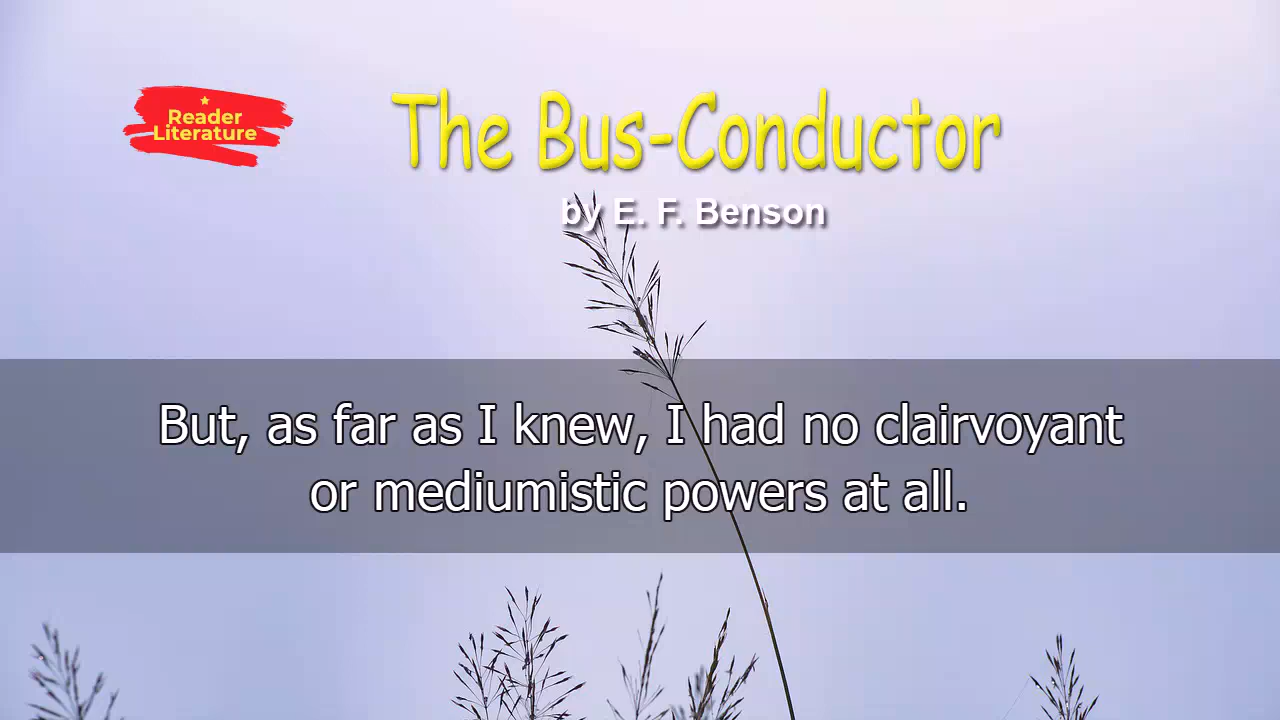 Reader
Literature
The Bus-Conductor
by E. F. Benson
But, as far as I knew, I had no clairvoyant
or mediumistic powers at all.